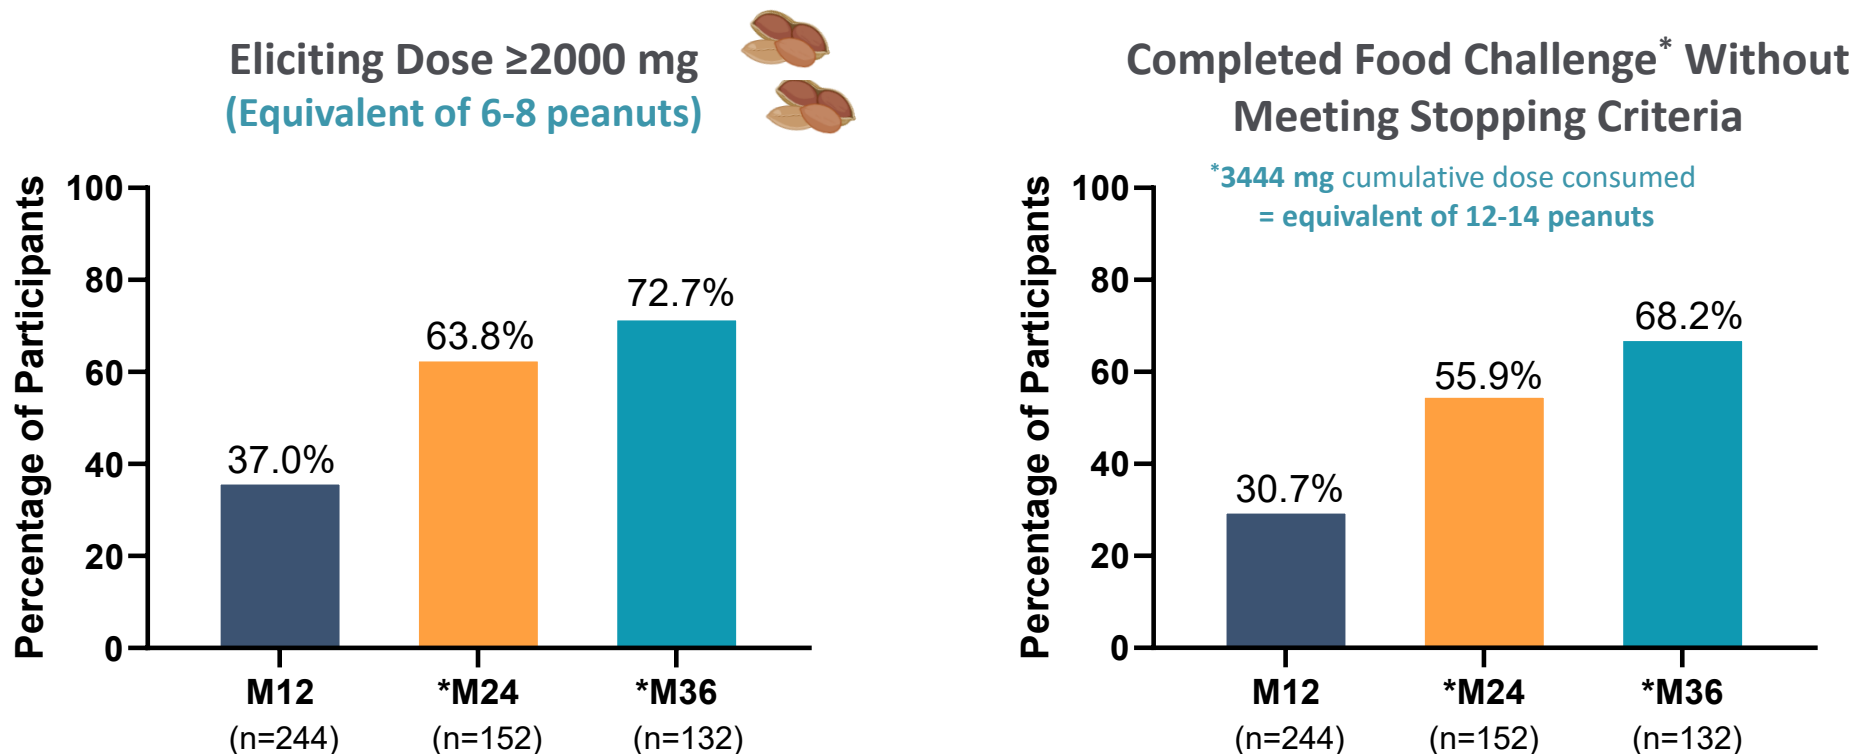 Eliciting Dose ≥2000 mg
(Equivalent of 6-8 peanuts)
Percentage of Participants
100
80
60
40
20
0
37.0%
63.8%
72.7%
M12
*M24
*M36
(n=244)
(n=152)
(n=132)
Completed Food Challenge* Without
Meeting Stopping Criteria
*3444 mg cumulative dose consumed
= equivalent of 12-14 peanuts
Percentage of Participants
100
80
60
40
20
0
30.7%
55.9%
68.2%
M12
*M24
*M36
(n=244)
(n=152)
(n=132)